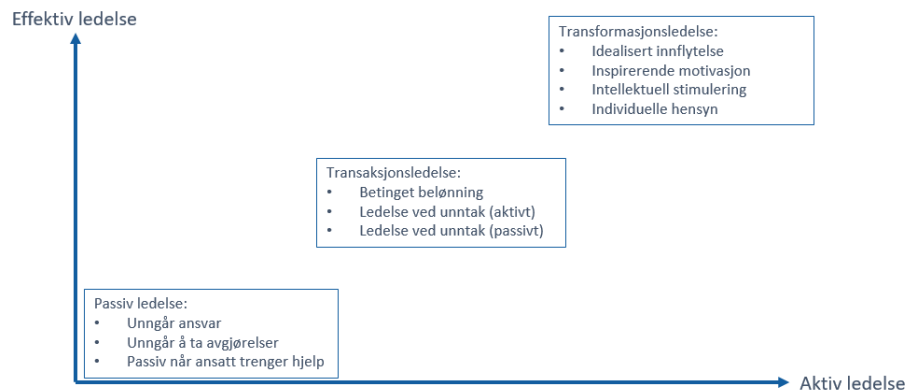 Effektiv ledelse
Transformasjonsledelse:
• Idealisert innflytelse
• Inspirerende motivasjon
• Intellektuell stimulering
• Individuelle hensyn
Transaksjonsledelse:
• Betinget belønning
• Ledelse ved unntak (aktivt)
• Ledelse ved unntak (passivt)
Passiv ledelse:
• Unngår ansvar
• Unngår å ta avgjørelser
• Passiv når ansatt trenger hjelp
Aktiv ledelse